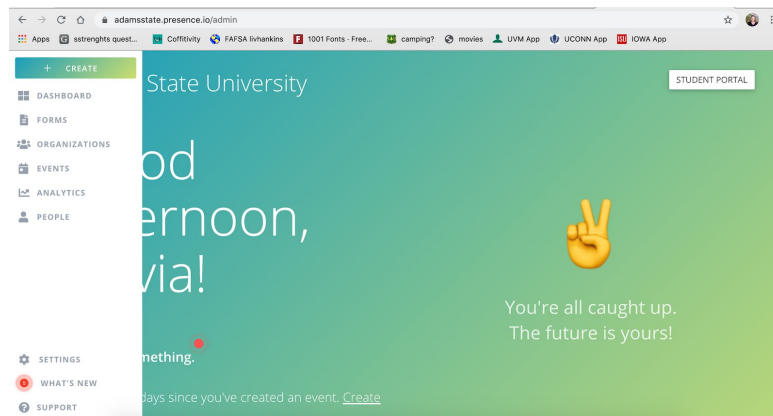 adamsstate.presence.io/admin
Apps G sstrenghts quest... Coffitivity FAFSA livhankins F 1001 Fonts - Free... camping? movies UVM App UCONN App ISU IOWA App
+ CREATE
DASHBOARD
FORMS
ORGANIZATIONS
EVENTS
ANALYTICS
PEOPLE
SETTINGS
WHAT'S NEW
SUPPORT
State University
STUDENT PORTAL
od
ernoon,
via!
You're all caught up.
The future is yours!
mething.
days since you've created an event. Create